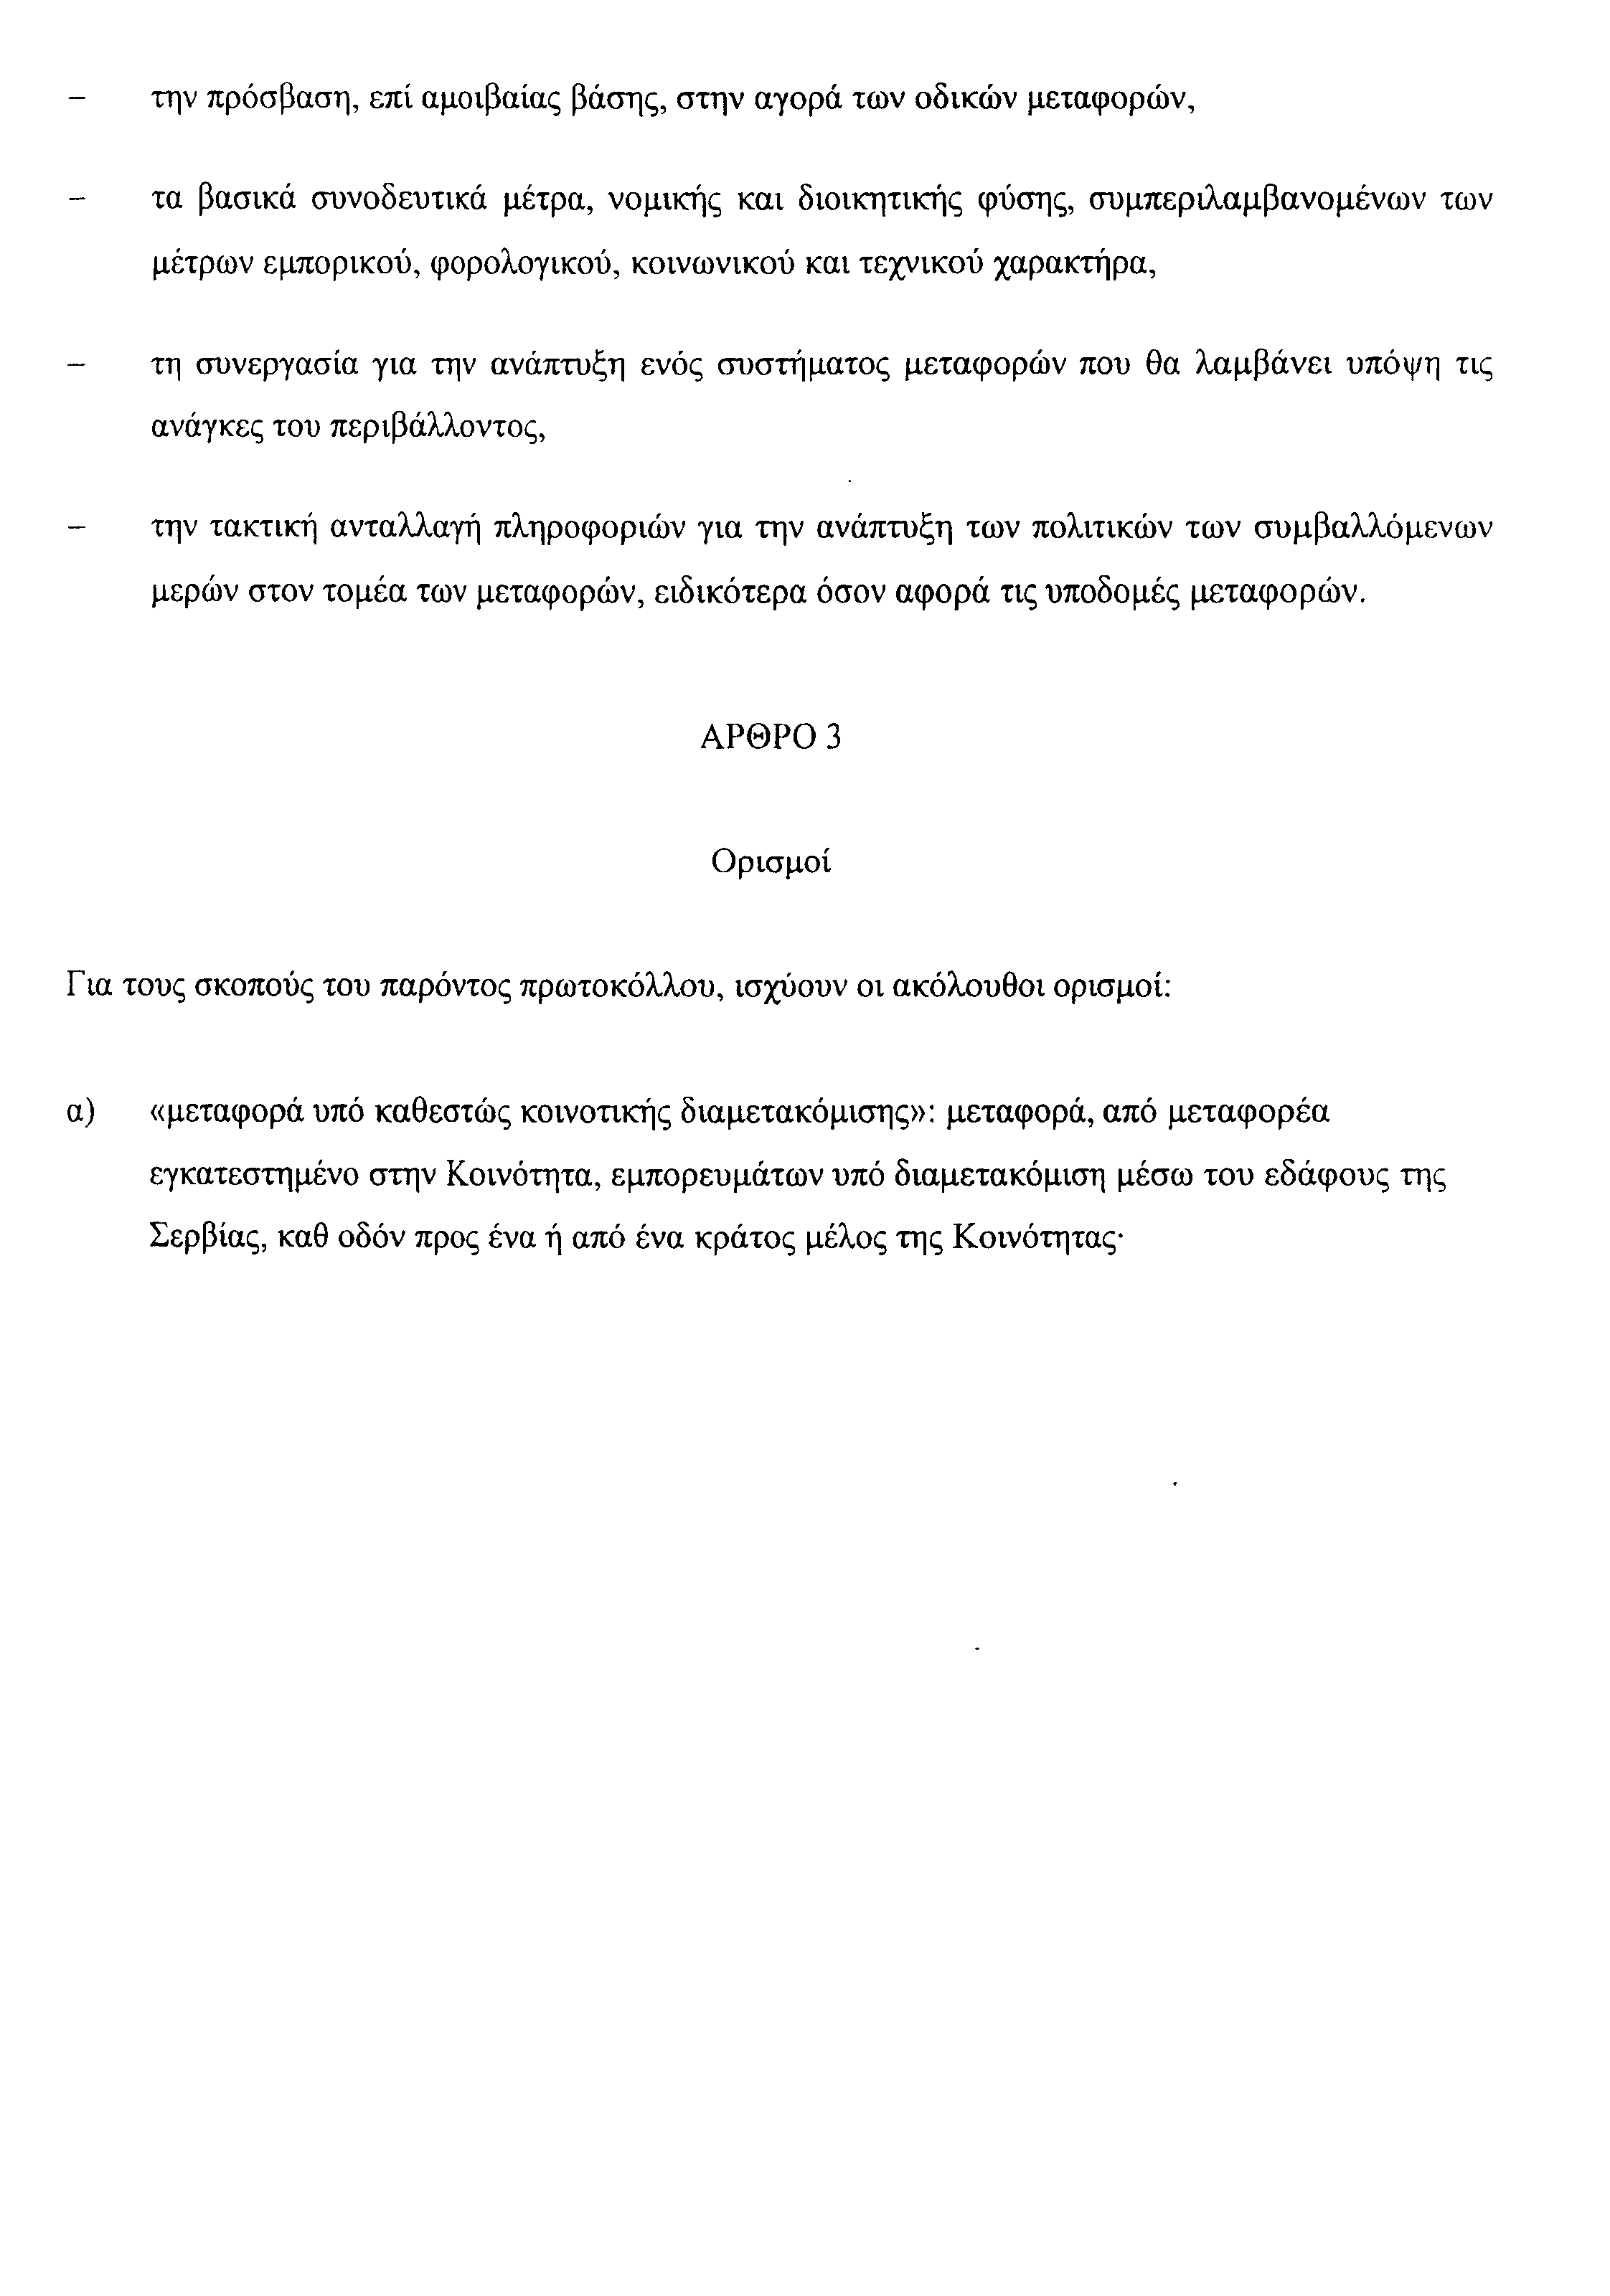 – την πρόσβαση, επί αμοιβαίας βάσης, στην αγορά των οδικών μεταφορών,
– τα βασικά συνοδευτικά μέτρα, νομικής και διοικητικής φύσης, συμπεριλαμβανομένων των
μέτρων εμπορικού, φορολογικού, κοινωνικού και τεχνικού χαρακτήρα,
– τη συνεργασία για την ανάπτυξη ενός συστήματος μεταφορών που θα λαμβάνει υπόψη τις
ανάγκες του περιβάλλοντος,
– την τακτική ανταλλαγή πληροφοριών για την ανάπτυξη των πολιτικών των συμβαλλόμενων
μερών στον τομέα των μεταφορών, ειδικότερα όσον αφορά τις υποδομές μεταφορών.
ΑΡΘΡΟ 3
Ορισμοί
Για τους σκοπούς του παρόντος πρωτοκόλλου, ισχύουν οι ακόλουθοι ορισμοί:
α) «μεταφορά υπό καθεστώς κοινοτικής διαμετακόμισης»: μεταφορά, από μεταφορέα
εγκατεστημένο στην Κοινότητα, εμπορευμάτων υπό διαμετακόμιση μέσω του εδάφους της
Σερβίας, καθ οδόν προς ένα ή από ένα κράτος μέλος της Κοινότητας·